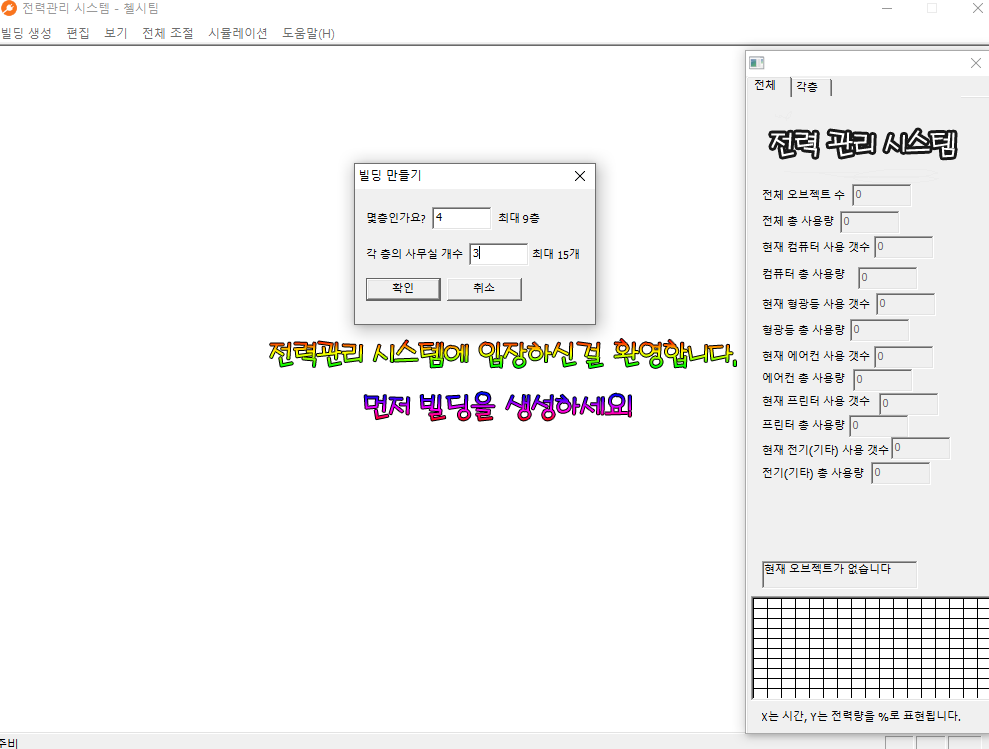 전력관리 시스템 - 첼시팀
빌딩 생성 편집 보기 전체 조절 시뮬레이션 도움말(H)
빌딩 만들기
몇층인가요? 4 최대 9층
각 층의 사무실 개수 3 최대 15개
확인 취소
전력관리 시스템에 입장하신 걸 환영합니다.
먼저 빌딩을 생성하세요!
전체 각층
전력 관리 시스템
전체 오브젝트 수 0
전체 총 사용량 0
현재 컴퓨터 사용 갯수 0
컴퓨터 총 사용량 0
현재 형광등 사용 갯수 0
형광등 총 사용량 0
현재 에어컨 사용 갯수 0
에어컨 총 사용량 0
현재 프린터 사용 갯수 0
프린터 총 사용량 0
현재 전기(기타) 사용 갯수 0
전기(기타) 총 사용량 0
현재 오브젝트가 없습니다
X는 시간, Y는 전력량을 %로 표현됩니다.
준비